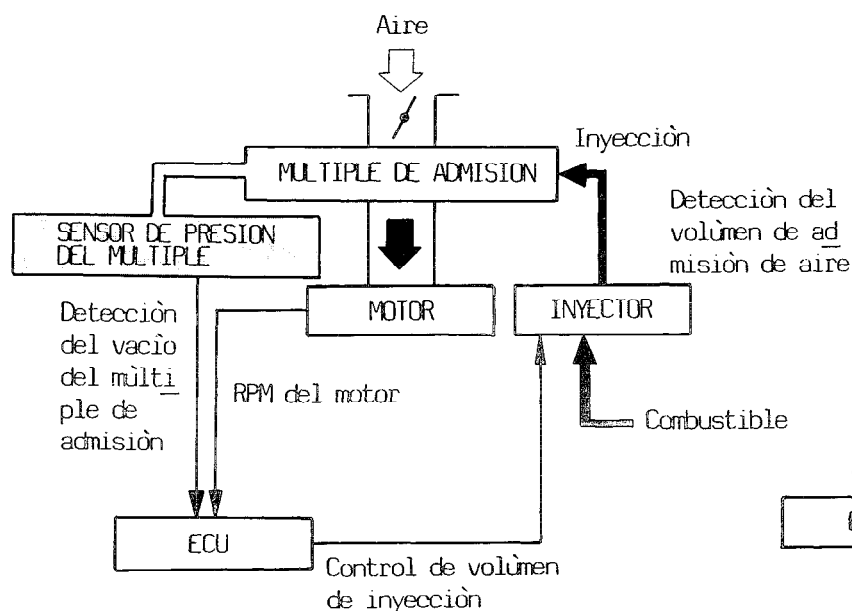 Aire
Inyecciòn
MULTIPLE DE ADMISION
Detecciòn del
volùmen de ad
misiòn de aire
SENSOR DE PRESION
DEL MULTIPLE
MOTOR
INYECTOR
Detecciòn
del vacìo
del mùlti
ple de
admisiòn
RPM del motor
Combustible
ECU
Control de volùmen
de inyecciòn